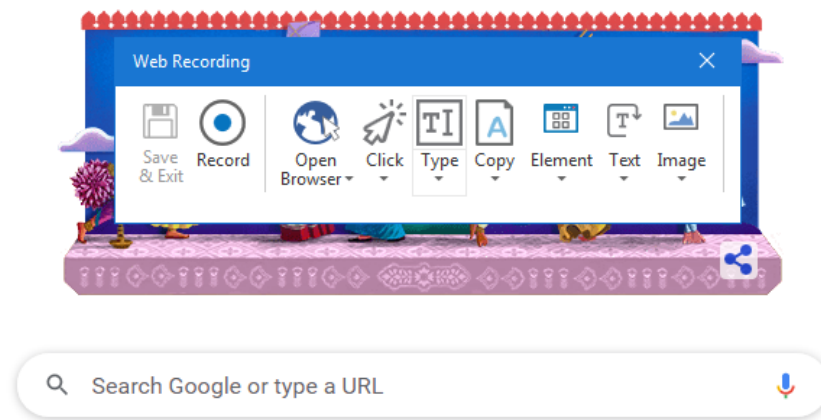 Web Recording
Save & Exit
Record
Open Browser
Click
Type
Copy
Element
Text
Image
Search Google or type a URL